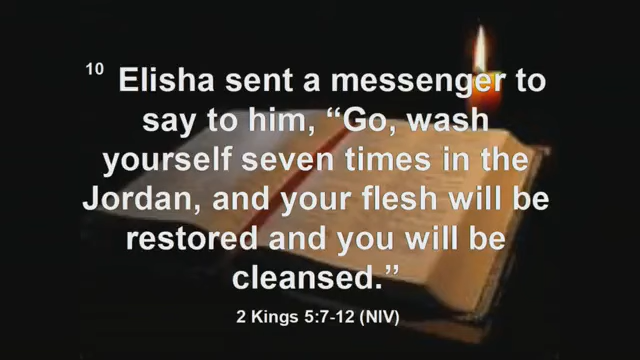 10 Elisha sent a messenger to
say to him, “Go, wash
yourself seven times in the
Jordan, and your flesh will be
restored and you will be
cleansed.”
2 Kings 5:7-12 (NIV)